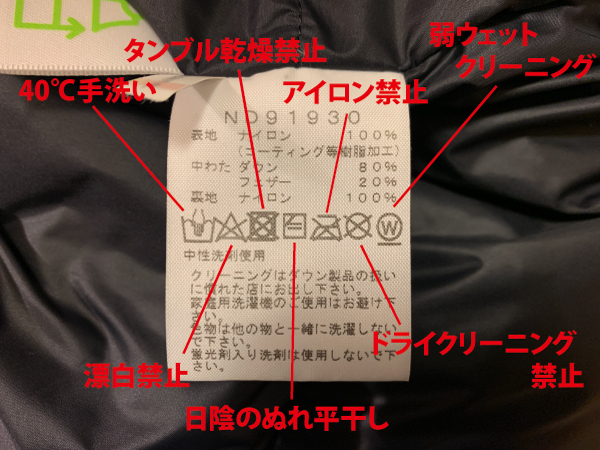 タンブル乾燥禁止
弱ウェット
クリーニング
40℃手洗い
アイロン禁止
ND91930
表地 ナイロン 100%
(コーティング等樹脂加工)
中わた ダウン 80%
フェザー 20%
裏地 ナイロン 100%
W
中性洗剤使用
クリーニングはダウン製品の扱い
に慣れた店にお出し下さい。
家庭用洗濯機のご使用はお避け下
さい。
色物は他の物と一緒に洗濯しない
で下さい。
蛍光剤入り洗剤は使用しないで下
さい。
ドライクリーニング
禁止
漂白禁止
日陰のぬれ平干し